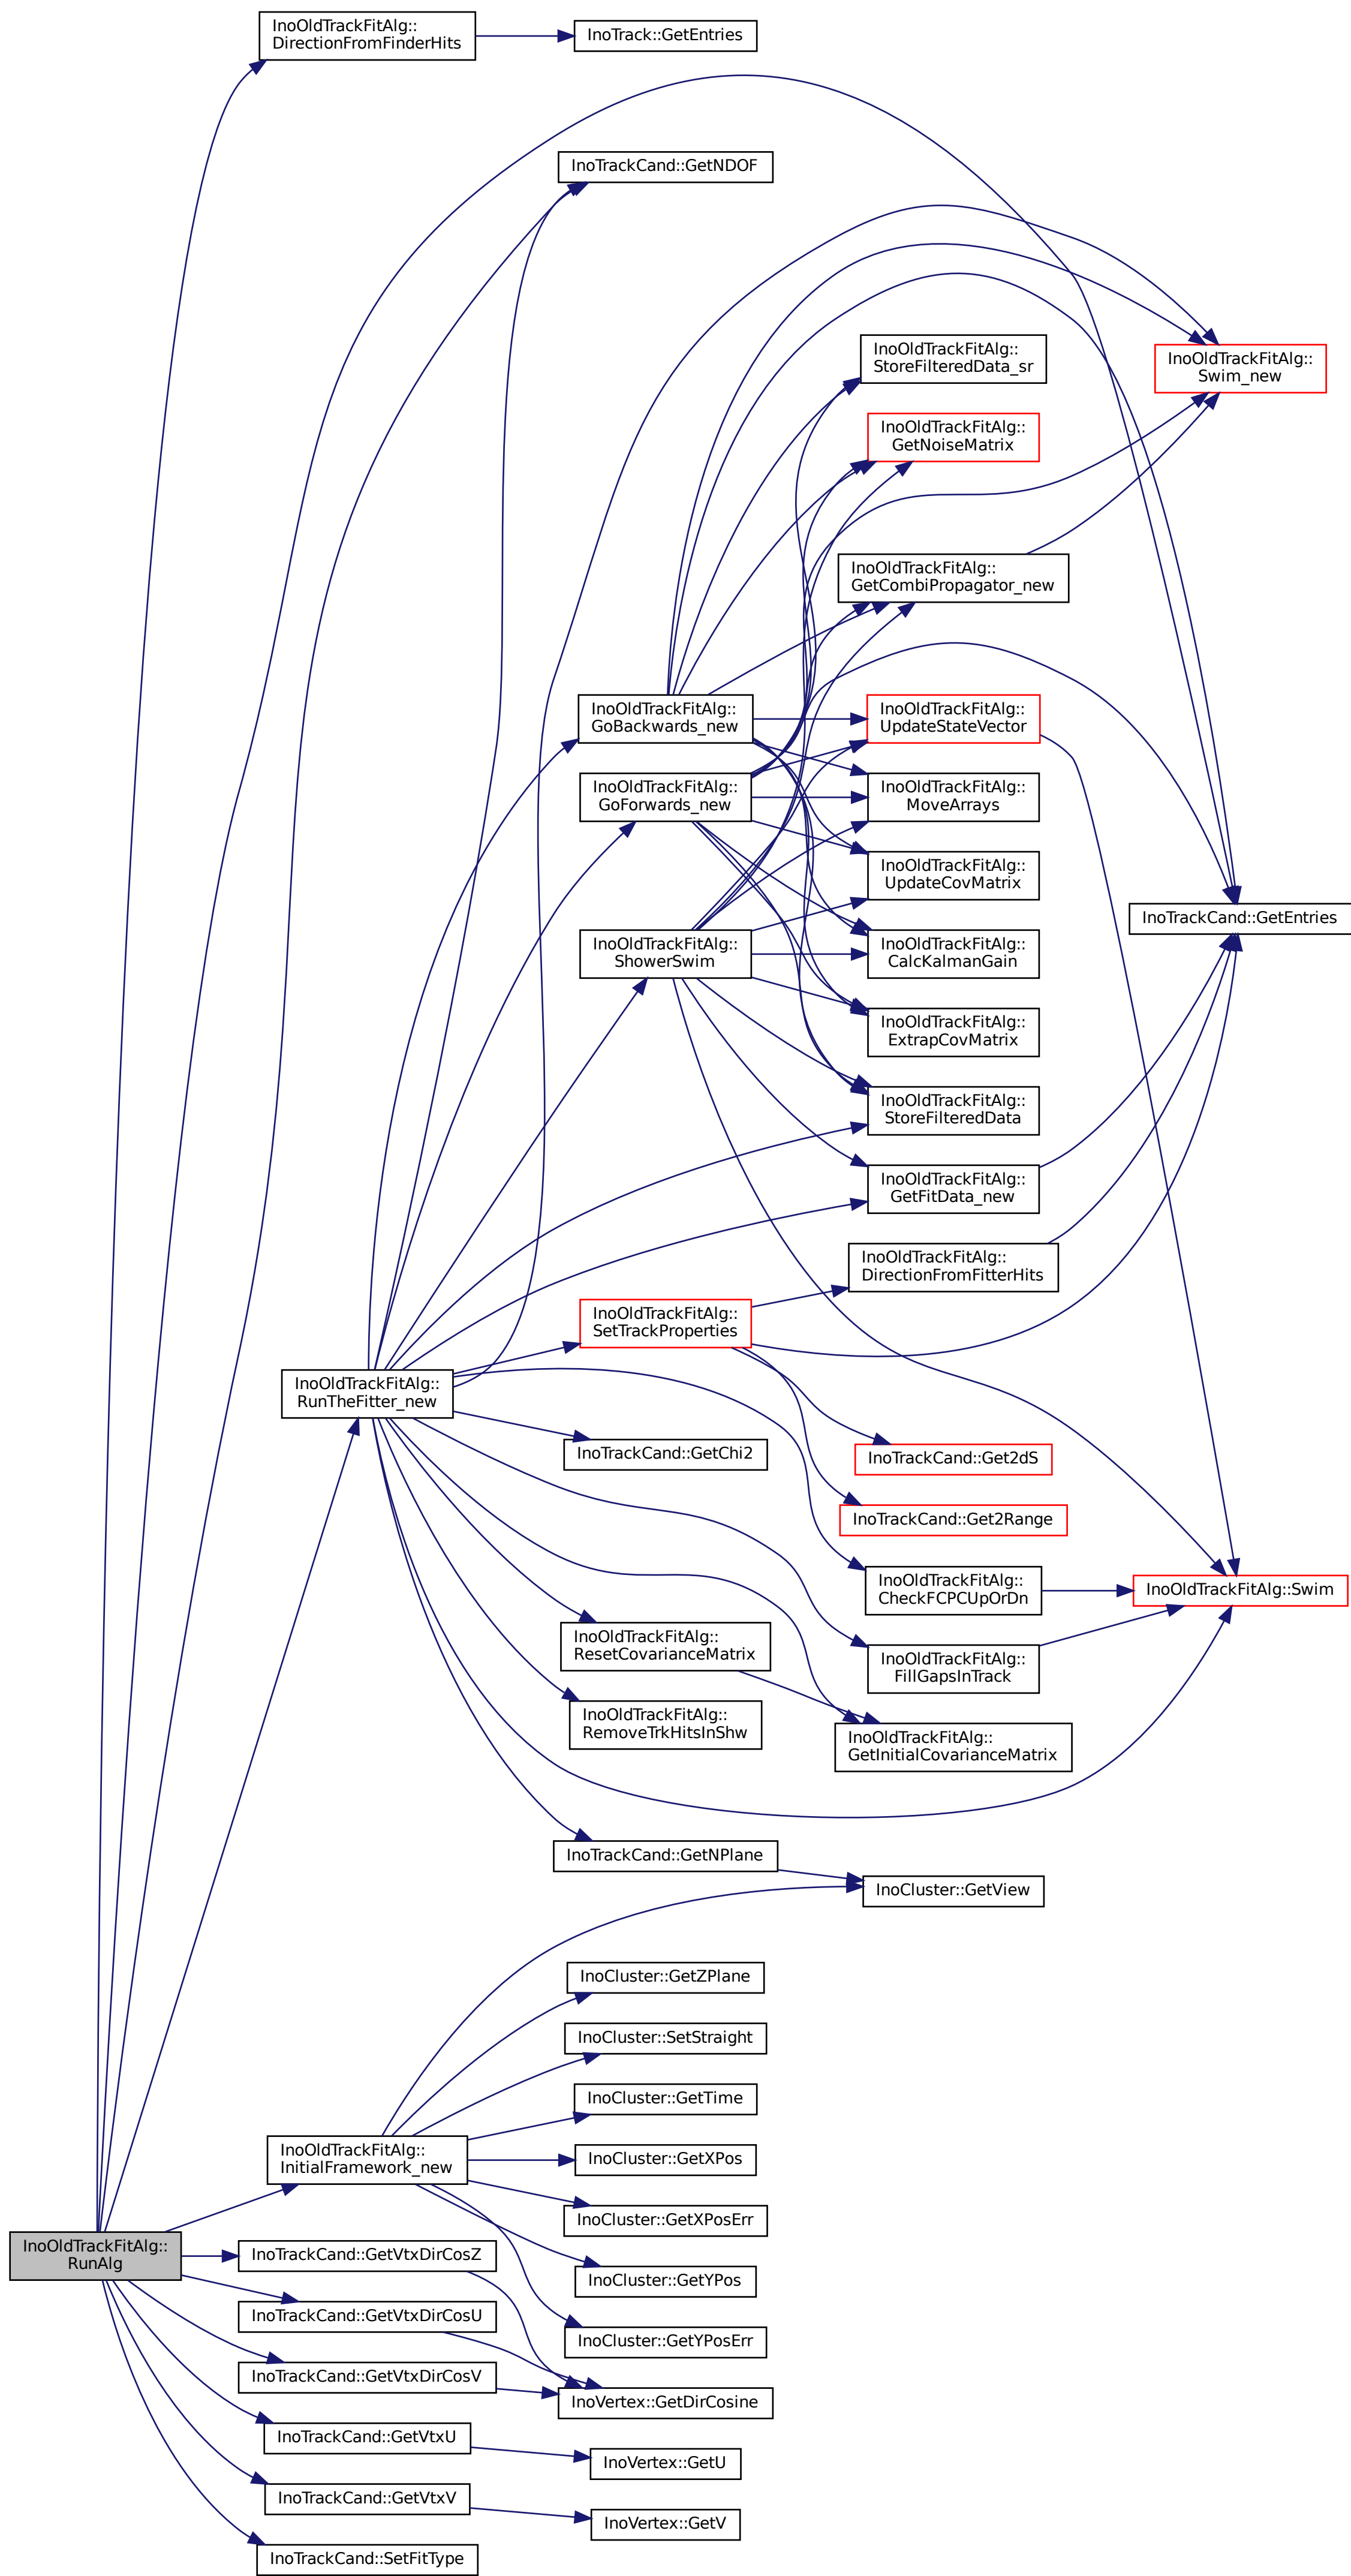 InoOldTrackFitAlg::
DirectionFromFinderHits
InoTrack::GetEntries
InoTrackCand::GetNDOF
InoOldTrackFitAlg::
StoreFilteredData_sr
InoOldTrackFitAlg::
Swim_new
InoOldTrackFitAlg::
GetNoiseMatrix
InoOldTrackFitAlg::
GetCombiPropagator_new
InoOldTrackFitAlg::
GoBackwards_new
InoOldTrackFitAlg::
UpdateStateVector
InoOldTrackFitAlg::
GoForwards_new
InoOldTrackFitAlg::
MoveArrays
InoOldTrackFitAlg::
UpdateCovMatrix
InoTrackCand::GetEntries
InoOldTrackFitAlg::
ShowerSwim
InoOldTrackFitAlg::
CalcKalmanGain
InoOldTrackFitAlg::
ExtrapCovMatrix
InoOldTrackFitAlg::
StoreFilteredData
InoOldTrackFitAlg::
GetFitData_new
InoOldTrackFitAlg::
DirectionFromFitterHits
InoOldTrackFitAlg::
SetTrackProperties
InoOldTrackFitAlg::
RunTheFitter_new
InoTrackCand::GetChi2
InoTrackCand::Get2dS
InoTrackCand::Get2Range
InoOldTrackFitAlg::
CheckFCPCUpOrDn
InoOldTrackFitAlg::Swim
InoOldTrackFitAlg::
ResetCovarianceMatrix
InoOldTrackFitAlg::
FillGapsInTrack
InoOldTrackFitAlg::
RemoveTrkHitsInShw
InoOldTrackFitAlg::
GetInitialCovarianceMatrix
InoTrackCand::GetNPlane
InoCluster::GetView
InoCluster::GetZPlane
InoCluster::SetStraight
InoCluster::GetTime
InoOldTrackFitAlg::
InitialFramework_new
InoCluster::GetXPos
InoCluster::GetXPosErr
InoOldTrackFitAlg::
RunAlg
InoTrackCand::GetVtxDirCosZ
InoCluster::GetYPos
InoTrackCand::GetVtxDirCosU
InoCluster::GetYPosErr
InoTrackCand::GetVtxDirCosV
InoVertex::GetDirCosine
InoTrackCand::GetVtxU
InoVertex::GetU
InoTrackCand::GetVtxV
InoVertex::GetV
InoTrackCand::SetFitType